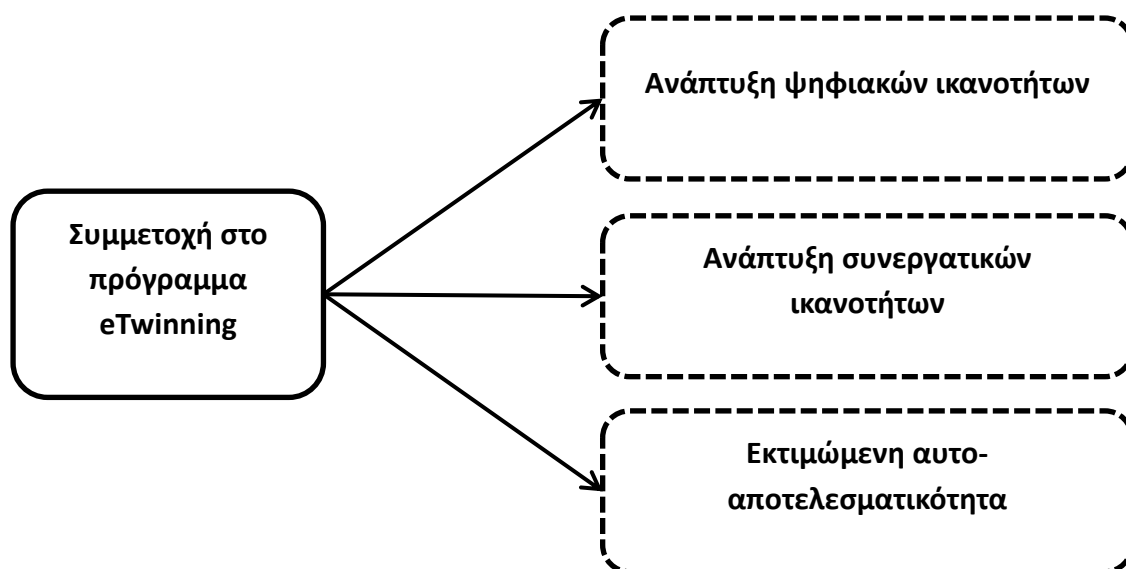 Συμμετοχή στο
πρόγραμμα
eTwinning
Ανάπτυξη ψηφιακών ικανοτήτων
Ανάπτυξη συνεργατικών
ικανοτήτων
Εκτιμώμενη αυτο-
αποτελεσματικότητα